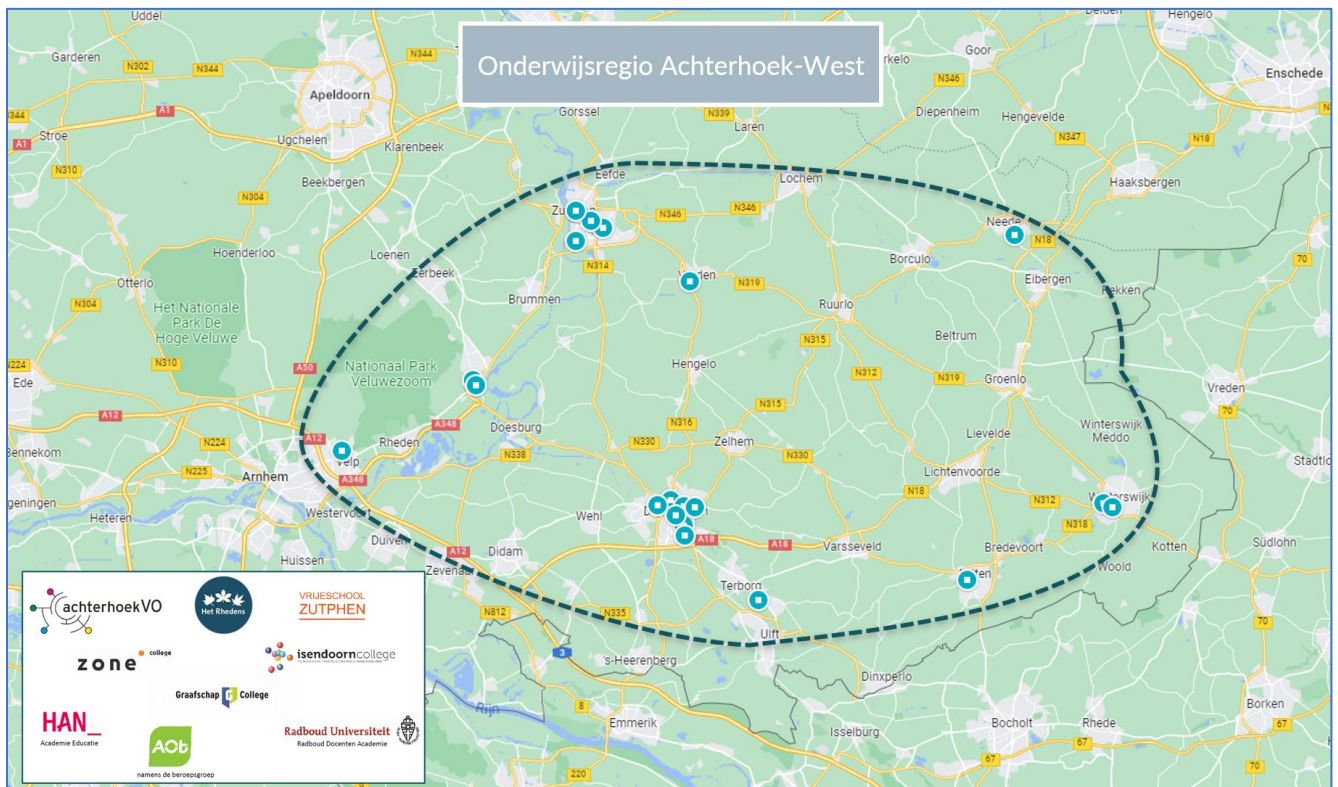 Onderwijsregio Achterhoek-West
Uddel
Garderen
N302
N344
N344
N344
Apeldoorn
A1
Stroe
A1
Ugchelen
Klarenbeek
N310
Beekbergen
N304
Hoenderloo
Loenen
Otterlo
Eerbeek
N304
Het Nationale
Park De
Hoge Veluwe
N310
A50
Nationaal Park
Veluwezoom
N224
Ede
A12
Bennekom
N224
N225
Arnhem
A12
Velp
Rheden
A348
A348
Heteren
Westervoort
Huissen
Duiven
A12
Zevenaar
Didam
Wehl
Doesburg
N338
Brummen
Gorssel
Eefde
N339
Laren
Lochem
N346
N346
N314
N319
Ruurlo
Borculo
Neede
N18
Eibergen
Rekken
Beltrum
N315
Hengelo
N312
N319
Groenlo
N316
N315
N330
Zelhem
N330
Lievelde
Lichtenvoorde
N18
N312
N318
Winterswijk
Meddo
Winterswijk
Kotten
Woold
Bredevoort
Varsseveld
A18
A18
Terborg
Ulft
N335
N812
's-Heerenberg
3
8
Emmerik
Rijn
220
Dinxperlo
Isselburg
Bocholt
Rhede
67
67
67
Borken
70
70
70
70
Südlohn
Vreden
Goor
N346
Diepenheim
Hengevelde
N347
N18
Haaksbergen
Delden
Hengelo
Enschede
achterhoekVO
Het Rhedens
VRIJESCHOOL
ZUTPHEN
zone college
isendoorncollege
Graafschap College
HAN_
Academie Educatie
AOb
namens de beroepsgroep
Radboud Universiteit
Radboud Docenten Academie